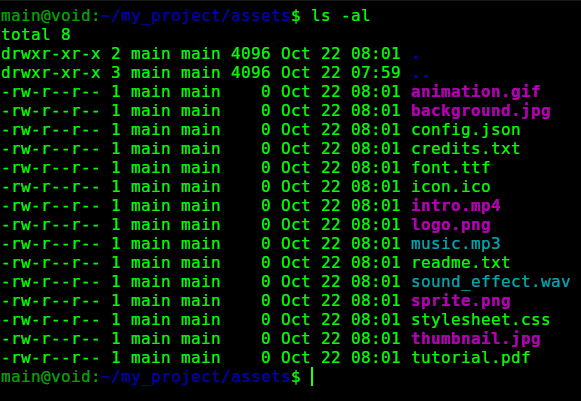 main@void:~/my_project/assets$ ls -al
total 8
drwxr-xr-x 2 main main 4096 Oct 22 08:01 .
drwxr-xr-x 3 main main 4096 Oct 22 07:59 ..
-rw-r--r-- 1 main main    0 Oct 22 08:01 animation.gif
-rw-r--r-- 1 main main    0 Oct 22 08:01 background.jpg
-rw-r--r-- 1 main main    0 Oct 22 08:01 config.json
-rw-r--r-- 1 main main    0 Oct 22 08:01 credits.txt
-rw-r--r-- 1 main main    0 Oct 22 08:01 font.ttf
-rw-r--r-- 1 main main    0 Oct 22 08:01 icon.ico
-rw-r--r-- 1 main main    0 Oct 22 08:01 intro.mp4
-rw-r--r-- 1 main main    0 Oct 22 08:01 logo.png
-rw-r--r-- 1 main main    0 Oct 22 08:01 music.mp3
-rw-r--r-- 1 main main    0 Oct 22 08:01 readme.txt
-rw-r--r-- 1 main main    0 Oct 22 08:01 sound_effect.wav
-rw-r--r-- 1 main main    0 Oct 22 08:01 sprite.png
-rw-r--r-- 1 main main    0 Oct 22 08:01 stylesheet.css
-rw-r--r-- 1 main main    0 Oct 22 08:01 thumbnail.jpg
-rw-r--r-- 1 main main    0 Oct 22 08:01 tutorial.pdf
main@void:~/my_project/assets$